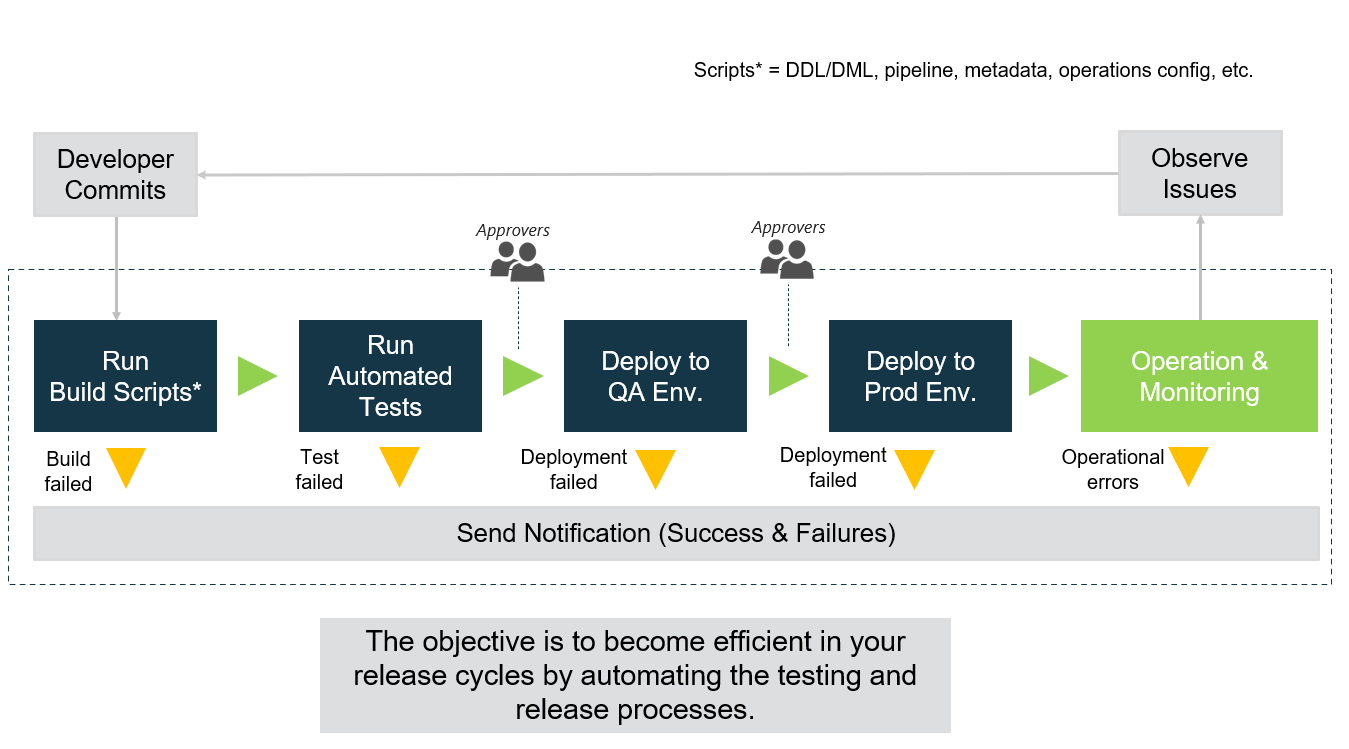 Scripts* = DDL/DML, pipeline, metadata, operations config, etc.
Developer
Commits
Observe
Issues
Approvers
Approvers
Run
Build Scripts*
Run
Automated
Tests
Deploy to
QA Env.
Deploy to
Prod Env.
Operation &
Monitoring
Build
failed
Test
failed
Deployment
failed
Deployment
failed
Operational
errors
Send Notification (Success & Failures)
The objective is to become efficient in your
release cycles by automating the testing and
release processes.